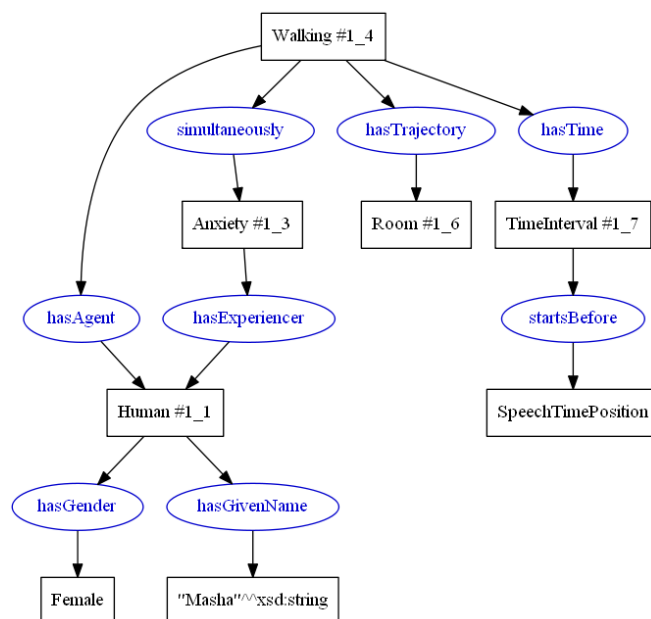 Walking #1_4
simultaneously
hasTrajectory
hasTime
Anxiety #1_3
Room #1_6
TimeInterval #1_7
hasAgent
hasExperiencer
startsBefore
Human #1_1
SpeechTimePosition
hasGender
hasGivenName
Female
"Masha"^^xsd:string